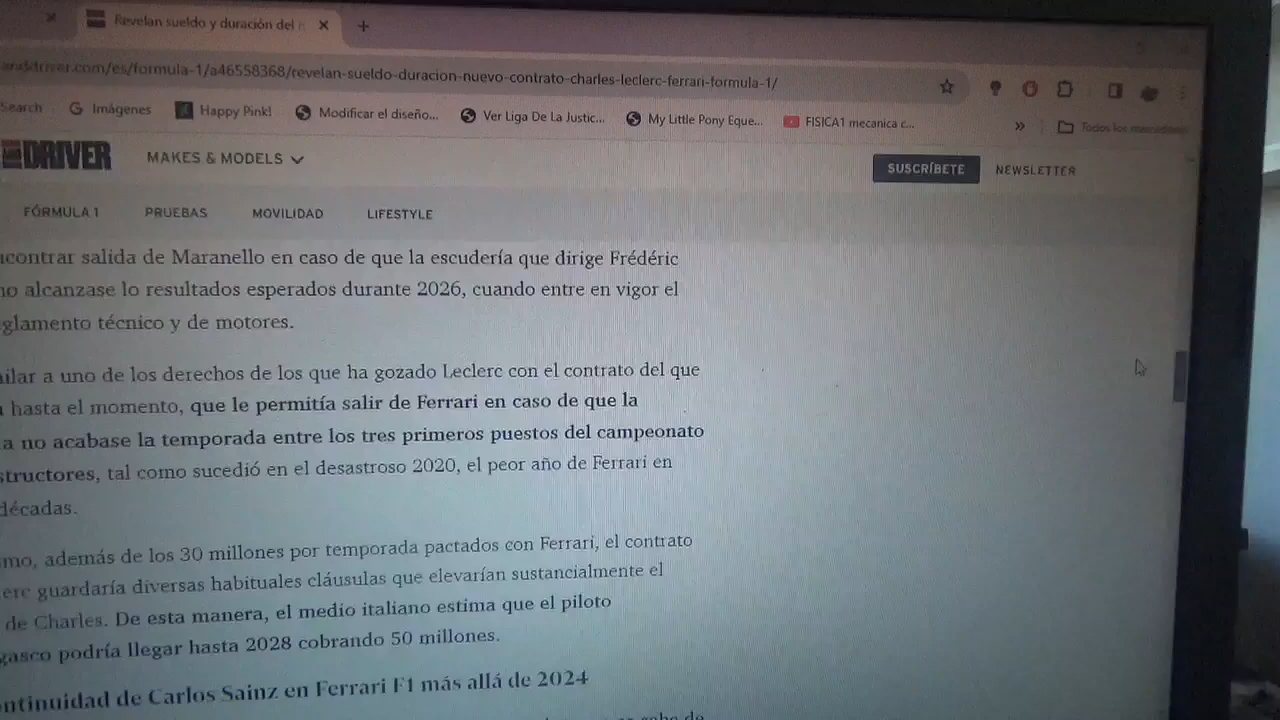 Revelan sueldo y duración del
anddriver.com/es/formula-1/a46558368/revelan-sueldo-duracion-nuevo-contrato-charles-leclerc-ferrari-formula-1/
Search G Imágenes Happy Pink! Modificar el diseño... Ver Liga De La Justic... My Little Pony Eque... FISICA1 mecanica c... » Todos los marcadores
DRIVER MAKES & MODELS SUSCRÍBETE NEWSLETTER
FÓRMULA 1 PRUEBAS MOVILIDAD LIFESTYLE
contrar salida de Maranello en caso de que la escudería que dirige Frédéric
no alcanzase lo resultados esperados durante 2026, cuando entre en vigor el
glamento técnico y de motores.
ilar a uno de los derechos de los que ha gozado Leclerc con el contrato del que
hasta el momento, que le permitía salir de Ferrari en caso de que la
a no acabase la temporada entre los tres primeros puestos del campeonato
structores, tal como sucedió en el desastroso 2020, el peor año de Ferrari en
décadas.
mo, además de los 30 millones por temporada pactados con Ferrari, el contrato
erc guardaría diversas habituales cláusulas que elevarían sustancialmente el
de Charles. De esta manera, el medio italiano estima que el piloto
gasco podría llegar hasta 2028 cobrando 50 millones.
ontinuidad de Carlos Sainz en Ferrari F1 más allá de 2024